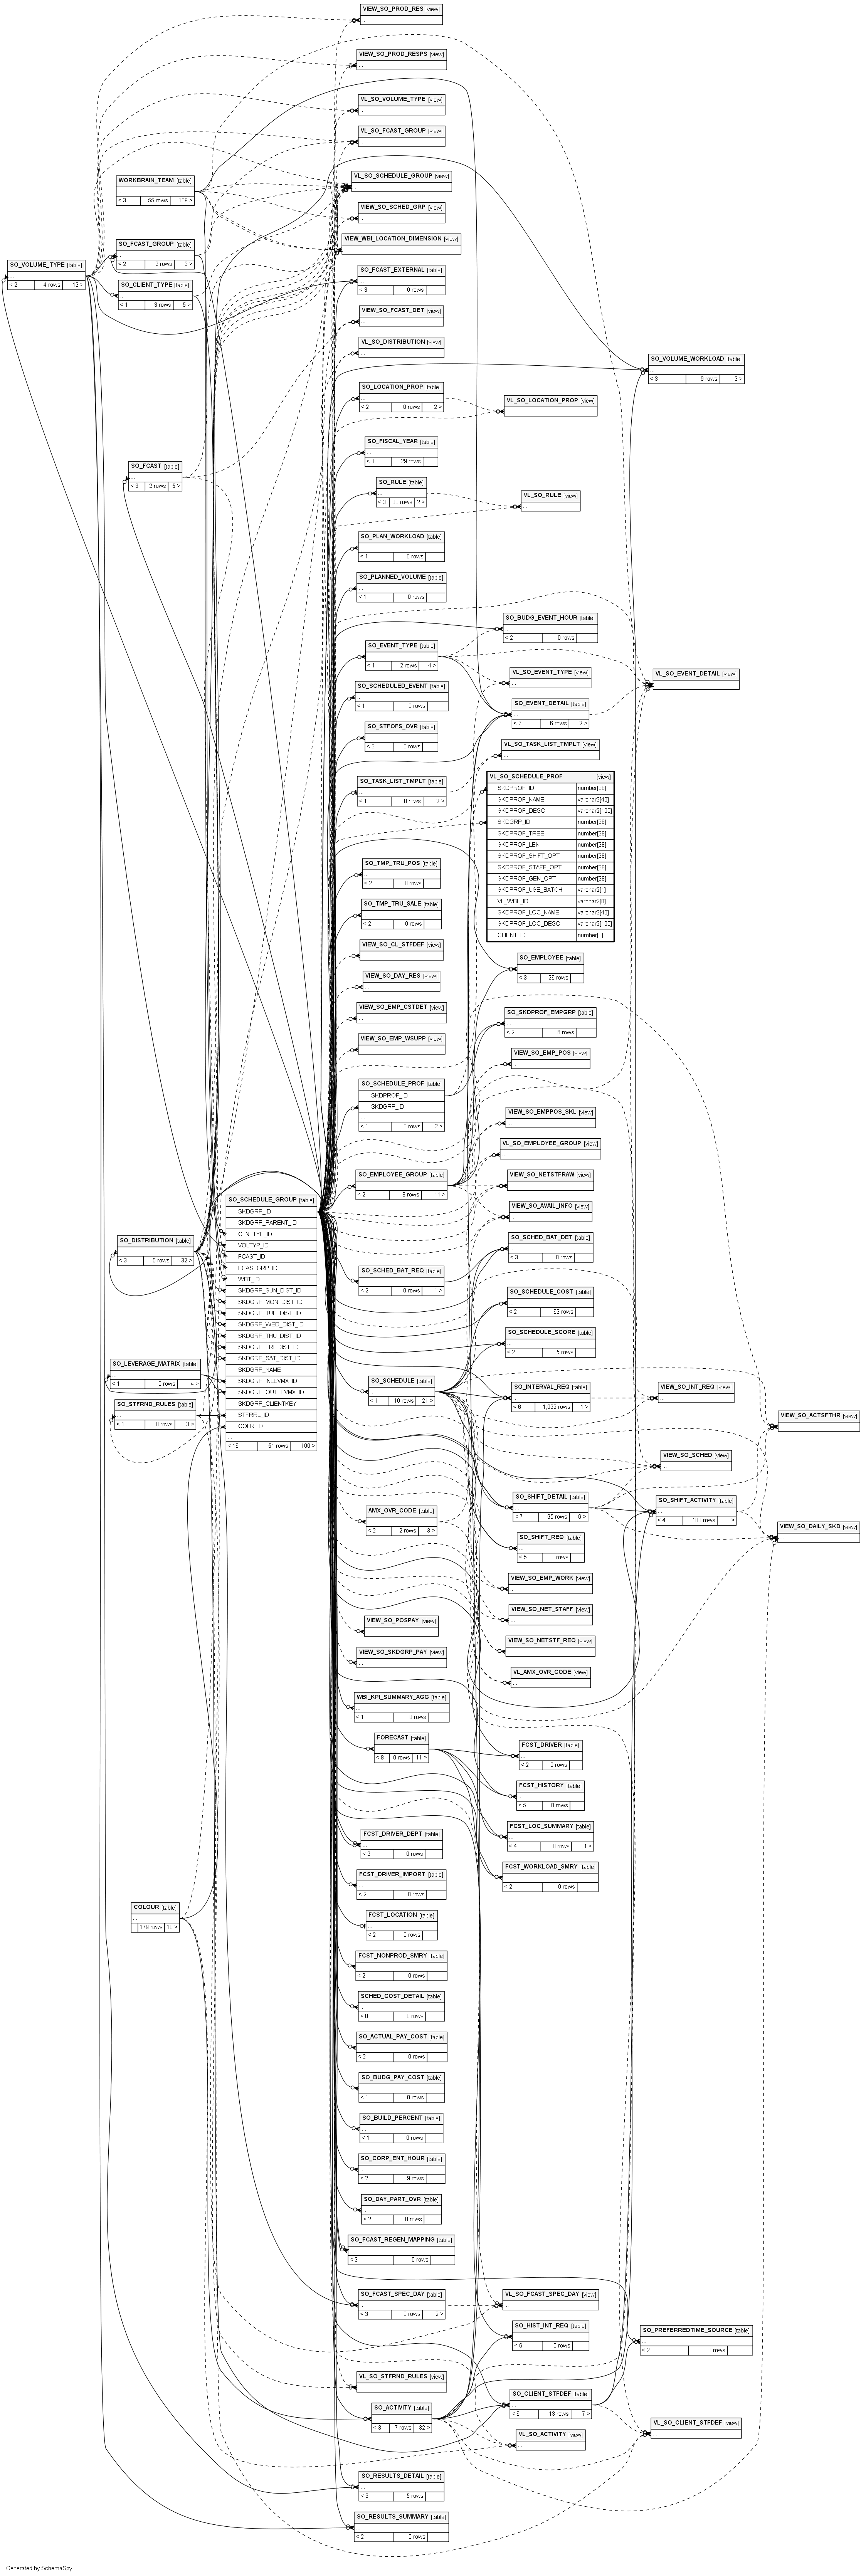 VIEW_SO_PROD_RES [view]
...
VIEW_SO_PROD_RESPS [view]
...
VL_SO_VOLUME_TYPE [view]
...
VL_SO_FCAST_GROUP [view]
...
WORKBRAIN_TEAM [table]
...
< 3 55 rows 109 >
VL_SO_SCHEDULE_GROUP [view]
...
VIEW_SO_SCHED_GRP [view]
...
VIEW_WBI_LOCATION_DIMENSION [view]
...
SO_FCAST_GROUP [table]
...
< 2 2 rows 3 >
SO_VOLUME_TYPE [table]
...
< 2 4 rows 13 >
SO_CLIENT_TYPE [table]
...
< 1 3 rows 5 >
SO_FCAST_EXTERNAL [table]
...
< 3 0 rows
VIEW_SO_FCAST_DET [view]
...
VL_SO_DISTRIBUTION [view]
...
SO_VOLUME_WORKLOAD [table]
...
< 3 9 rows 3 >
SO_LOCATION_PROP [table]
...
< 2 0 rows 2 >
VL_SO_LOCATION_PROP [view]
...
SO_FISCAL_YEAR [table]
...
< 1 29 rows
SO_FCAST [table]
...
< 3 2 rows 5 >
SO_RULE [table]
...
< 3 33 rows 2 >
VL_SO_RULE [view]
...
SO_PLAN_WORKLOAD [table]
...
< 1 0 rows
SO_PLANNED_VOLUME [table]
...
< 1 0 rows
SO_BUDG_EVENT_HOUR [table]
...
< 2 0 rows
SO_EVENT_TYPE [table]
...
< 1 2 rows 4 >
VL_SO_EVENT_TYPE [view]
...
VL_SO_EVENT_DETAIL [view]
...
SO_SCHEDULED_EVENT [table]
...
< 1 0 rows
SO_EVENT_DETAIL [table]
...
< 7 6 rows 2 >
SO_STFOFS_OVR [table]
...
< 3 0 rows
VL_SO_TASK_LIST_TMPLT [view]
...
SO_TASK_LIST_TMPLT [table]
...
< 1 0 rows 2 >
VL_SO_SCHEDULE_PROF [view]
SKDPROF_ID number[38]
SKDPROF_NAME varchar2[40]
SKDPROF_DESC varchar2[100]
SKDGRP_ID number[38]
SKDPROF_TREE number[38]
SKDPROF_LEN number[38]
SKDPROF_SHIFT_OPT number[38]
SKDPROF_STAFF_OPT number[38]
SKDPROF_GEN_OPT number[38]
SKDPROF_USE_BATCH varchar2[1]
VL_WBL_ID varchar2[0]
SKDPROF_LOC_NAME varchar2[40]
SKDPROF_LOC_DESC varchar2[100]
CLIENT_ID number[0]
SO_TMP_TRU_POS [table]
...
< 2 0 rows
SO_TMP_TRU_SALE [table]
...
< 2 0 rows
VIEW_SO_CL_STFDEF [view]
...
SO_EMPLOYEE [table]
...
< 3 26 rows
VIEW_SO_DAY_RES [view]
...
VIEW_SO_EMP_CSTDET [view]
...
SO_SKDPROF_EMPGRP [table]
...
< 2 8 rows
VIEW_SO_EMP_WSUPP [view]
...
VIEW_SO_EMP_POS [view]
...
SO_SCHEDULE_PROF [table]
SKDPROF_ID
SKDGRP_ID
...
< 1 3 rows 2 >
VIEW_SO_EMPPOS_SKL [view]
...
VL_SO_EMPLOYEE_GROUP [view]
...
SO_EMPLOYEE_GROUP [table]
...
< 2 8 rows 11 >
VIEW_SO_NETSTFRAW [view]
...
VIEW_SO_AVAIL_INFO [view]
...
SO_SCHEDULE_GROUP [table]
SKDGRP_ID
SKDGRP_PARENT_ID
CLNTTYP_ID
VOLTYP_ID
FCAST_ID
FCASTGRP_ID
WBT_ID
SKDGRP_SUN_DIST_ID
SKDGRP_MON_DIST_ID
SKDGRP_TUE_DIST_ID
SKDGRP_WED_DIST_ID
SKDGRP_THU_DIST_ID
SKDGRP_FRI_DIST_ID
SKDGRP_SAT_DIST_ID
SKDGRP_NAME
SKDGRP_INLEVMX_ID
SKDGRP_OUTLEVMX_ID
SKDGRP_CLIENTKEY
STFRRL_ID
COLR_ID
...
< 16 51 rows 100 >
SO_DISTRIBUTION [table]
...
< 3 5 rows 32 >
SO_LEVERAGE_MATRIX [table]
...
< 1 0 rows 4 >
SO_STFRND_RULES [table]
...
< 1 0 rows 3 >
SO_SCHED_BAT_DET [table]
...
< 3 0 rows
SO_SCHED_BAT_REQ [table]
...
< 2 0 rows 1 >
SO_SCHEDULE_COST [table]
...
< 2 63 rows
SO_SCHEDULE_SCORE [table]
...
< 2 5 rows
SO_SCHEDULE [table]
...
< 1 10 rows 21 >
SO_INTERVAL_REQ [table]
...
< 6 1,092 rows 1 >
VIEW_SO_INT_REQ [view]
...
VIEW_SO_ACTSFTHR [view]
...
VIEW_SO_SCHED [view]
...
SO_SHIFT_DETAIL [table]
...
< 7 95 rows 6 >
SO_SHIFT_ACTIVITY [table]
...
< 4 100 rows 3 >
AMX_OVR_CODE [table]
...
< 2 2 rows 3 >
VIEW_SO_DAILY_SKD [view]
...
SO_SHIFT_REQ [table]
...
< 5 0 rows
VIEW_SO_EMP_WORK [view]
...
VIEW_SO_NET_STAFF [view]
...
VIEW_SO_POSPAY [view]
...
VIEW_SO_NETSTF_REQ [view]
...
VIEW_SO_SKDGRP_PAY [view]
...
VL_AMX_OVR_CODE [view]
...
WBI_KPI_SUMMARY_AGG [table]
...
< 1 0 rows
FORECAST [table]
...
< 8 0 rows 11 >
FCST_DRIVER [table]
...
< 2 0 rows
FCST_HISTORY [table]
...
< 5 0 rows
FCST_LOC_SUMMARY [table]
...
< 4 0 rows 1 >
FCST_DRIVER_DEPT [table]
...
< 2 0 rows
FCST_WORKLOAD_SMRY [table]
...
< 2 0 rows
FCST_DRIVER_IMPORT [table]
...
< 2 0 rows
COLOUR [table]
...
179 rows 18 >
FCST_LOCATION [table]
...
< 2 0 rows
FCST_NONPROD_SMRY [table]
...
< 2 0 rows
SCHED_COST_DETAIL [table]
...
< 8 0 rows
SO_ACTUAL_PAY_COST [table]
...
< 2 0 rows
SO_BUDG_PAY_COST [table]
...
< 1 0 rows
SO_BUILD_PERCENT [table]
...
< 1 0 rows
SO_CORP_ENT_HOUR [table]
...
< 2 9 rows
SO_DAY_PART_OVR [table]
...
< 2 0 rows
SO_FCAST_REGEN_MAPPING [table]
...
< 3 0 rows
SO_FCAST_SPEC_DAY [table]
...
< 3 0 rows 2 >
VL_SO_FCAST_SPEC_DAY [view]
...
SO_HIST_INT_REQ [table]
...
< 6 0 rows
SO_PREFERREDTIME_SOURCE [table]
...
< 2 0 rows
VL_SO_STFRND_RULES [view]
...
SO_CLIENT_STFDEF [table]
...
< 6 13 rows 7 >
SO_ACTIVITY [table]
...
< 3 7 rows 32 >
VL_SO_CLIENT_STFDEF [view]
...
VL_SO_ACTIVITY [view]
...
SO_RESULTS_DETAIL [table]
...
< 3 5 rows
SO_RESULTS_SUMMARY [table]
...
< 2 0 rows
Generated by SchemaSpy